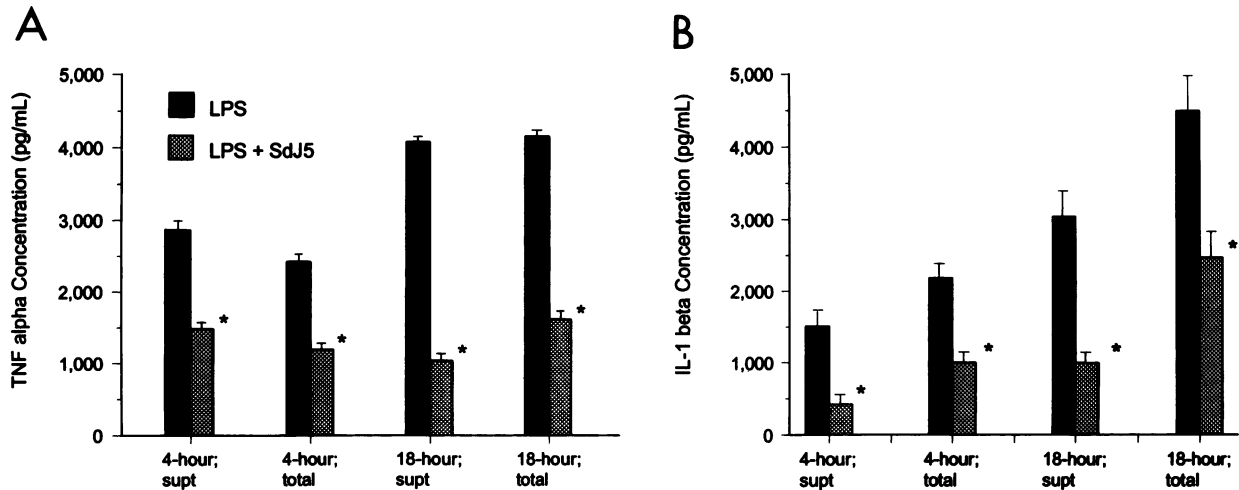 A
TNF alpha Concentration (pg/mL)
5,000
4,000
3,000
2,000
1,000
0
LPS
LPS + SdJ5
*
*
*
*
4-hour; supt
4-hour; total
18-hour; supt
18-hour; total
B
IL-1 beta Concentration (pg/mL)
5,000
4,000
3,000
2,000
1,000
0
*
*
*
*
4-hour; supt
4-hour; total
18-hour; supt
18-hour; total